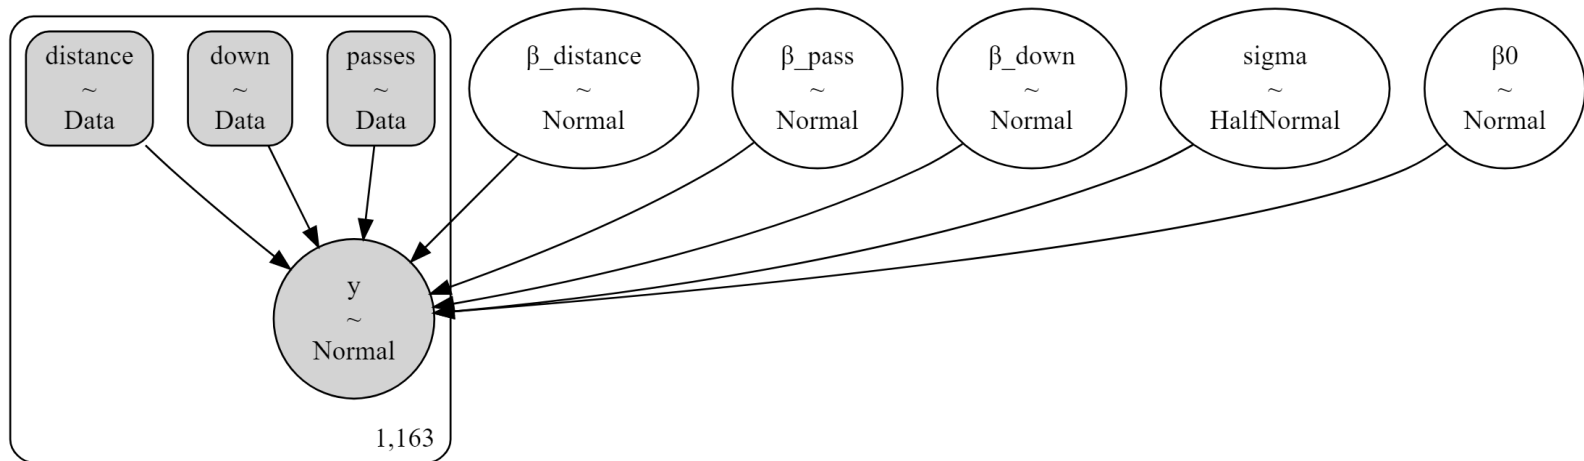 distance
~
Data
down
~
Data
passes
~
Data
β_distance
~
Normal
β_pass
~
Normal
β_down
~
Normal
sigma
~
HalfNormal
β0
~
Normal
y
~
Normal
1,163